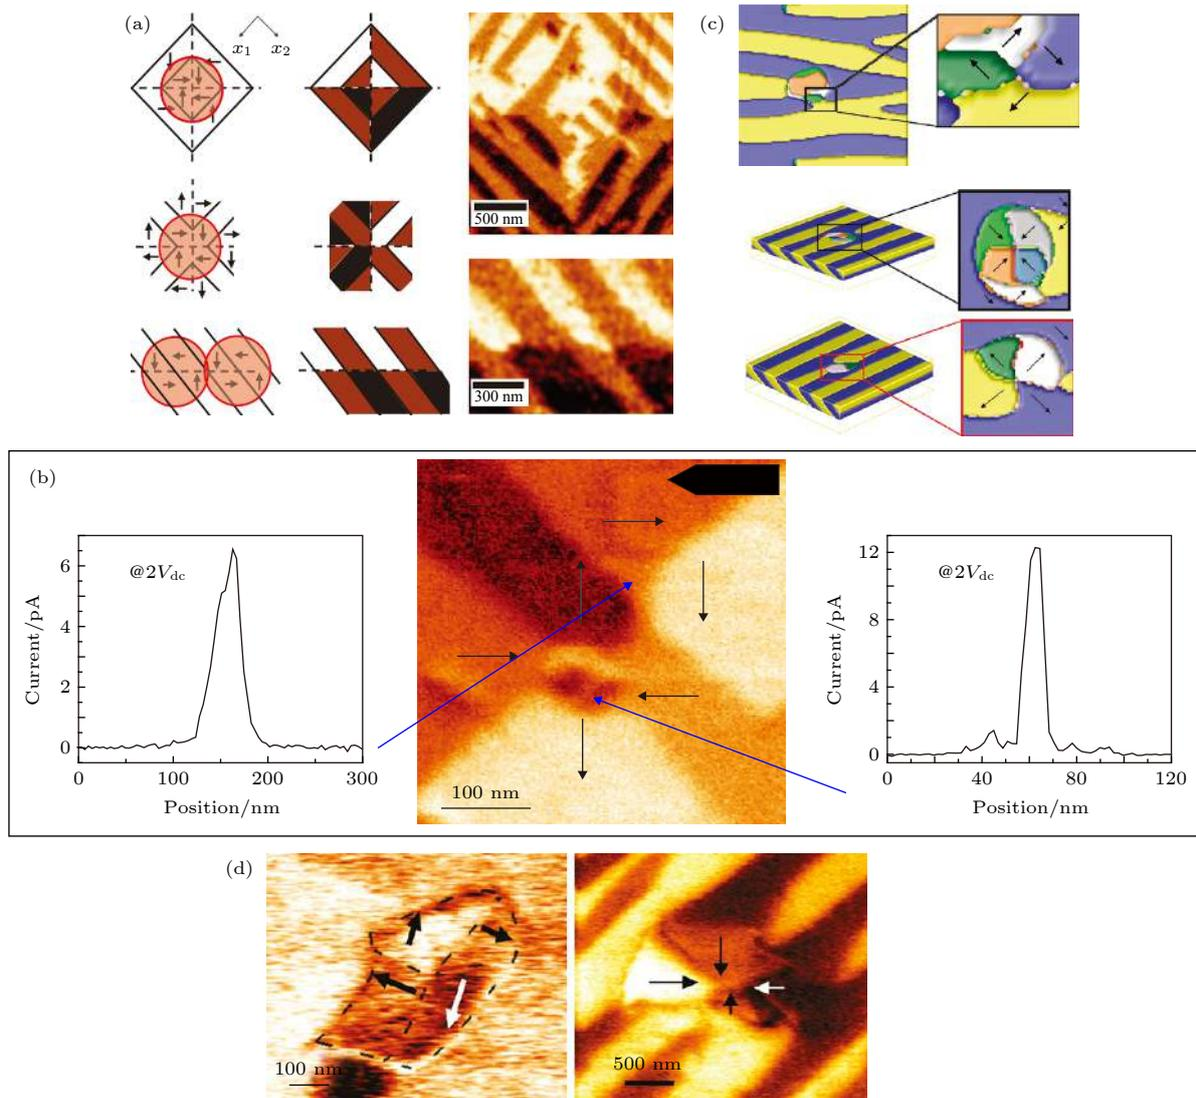 (a)
x1 x2
500 nm
300 nm
(c)
(b)
@2Vdc
Current/pA
6
4
2
0
0 100 200 300
Position/nm
100 nm
@2Vdc
Current/pA
12
8
4
0
0 40 80 120
Position/nm
(d)
100 nm
500 nm